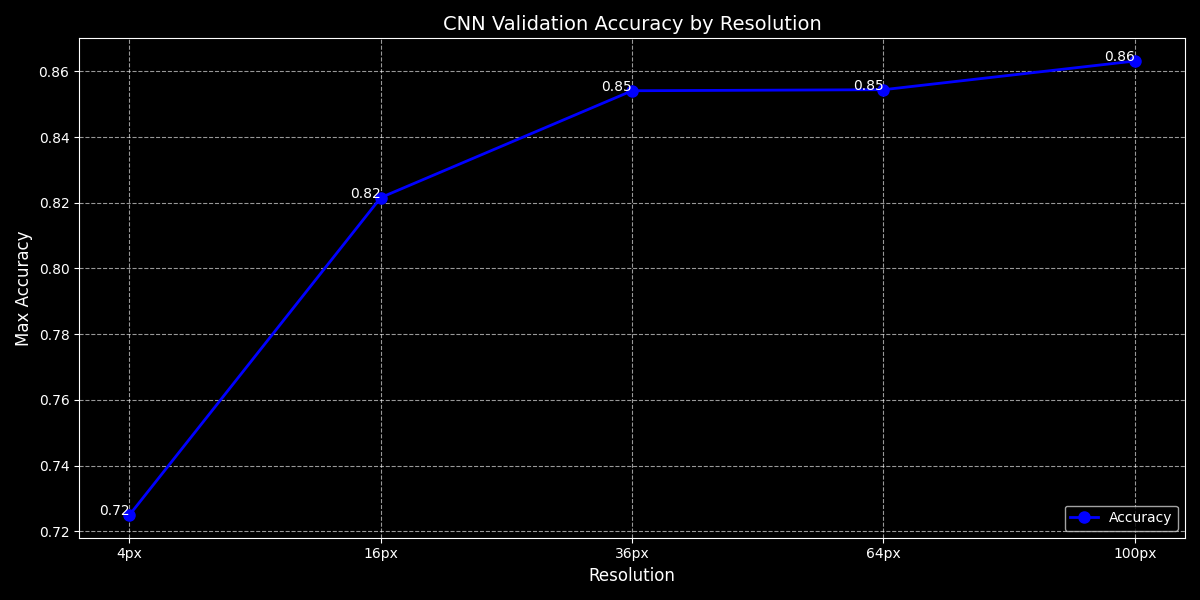 CNN Validation Accuracy by Resolution
Max Accuracy
0.86
0.84
0.82
0.80
0.78
0.76
0.74
0.72
0.72
0.82
0.85
0.85
0.86
Accuracy
4px
16px
36px
64px
100px
Resolution